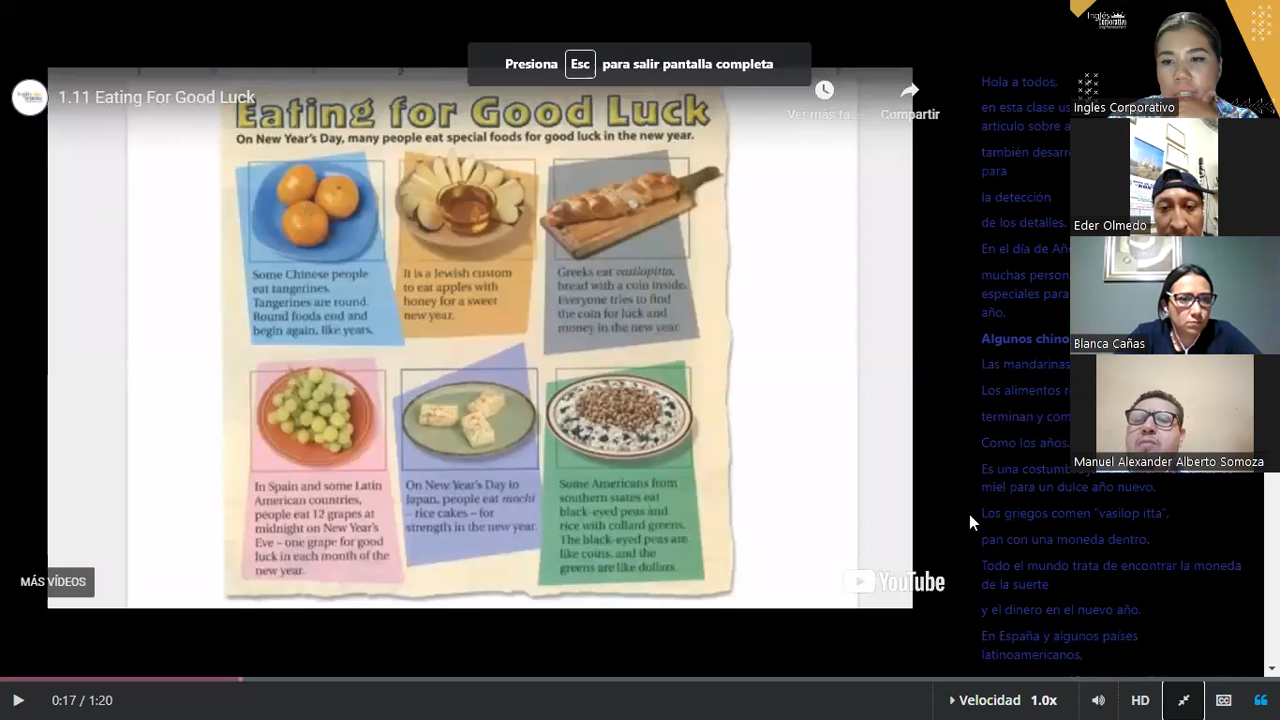 Presiona Esc para salir pantalla completa
1.11 Eating For Good Luck
Ver más ta...
Compartir
Eating for Good Luck
On New Year's Day, many people eat special foods for good luck in the new year.
Some Chinese people
eat tangerines.
Tangerines are round.
Round foods end and
begin again, like years.
It is a Jewish custom
to eat apples with
honey for a sweet
new year.
Greeks eat vasilopitta,
bread with a coin inside.
Everyone tries to find
the coin for luck and
money in the new year.
In Spain and some Latin
American countries,
people eat 12 grapes at
midnight on New Year's
Eve – one grape for good
luck in each month of the
new year.
On New Year's Day in
Japan, people eat mochi
– rice cakes – for
strength in the new year.
Some Americans from
southern states eat
black-eyed peas and
rice with collard greens.
The black-eyed peas are
like coins, and the
greens are like dollars.
MÁS VÍDEOS
YouTube
0:17 / 1:20
Velocidad 1.0x
HD
CC
Hola a todos,
en esta clase us
artículo sobre a
también desarr
para
la detección
de los detalles.
En el día de Añ
muchas person
especiales para
año.
Algunos chino
Las mandarinas
Los alimentos r
terminan y com
Como los años.
Es una costumb
miel para un dulce año nuevo.
Los griegos comen "vasilop itta",
pan con una moneda dentro.
Todo el mundo trata de encontrar la moneda
de la suerte
y el dinero en el nuevo año.
En España y algunos países
latinoamericanos,
Inglés
Corporativo
Ingles Corporativo
Eder Olmedo
Blanca Cañas
Manuel Alexander Alberto Somoza